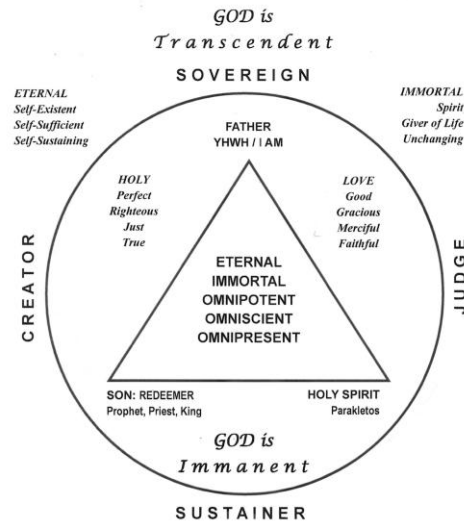 GOD is
Transcendent
SOVEREIGN
ETERNAL
Self-Existent
Self-Sufficient
Self-Sustaining
IMMORTAL
Spirit
Giver of Life
Unchanging
FATHER
YHWH / I AM
HOLY
Perfect
Righteous
Just
True
LOVE
Good
Gracious
Merciful
Faithful
CREATOR
JUDGE
ETERNAL
IMMORTAL
OMNIPOTENT
OMNISCIENT
OMNIPRESENT
SON: REDEEMER
Prophet, Priest, King
HOLY SPIRIT
Parakletos
GOD is
Immanent
SUSTAINER